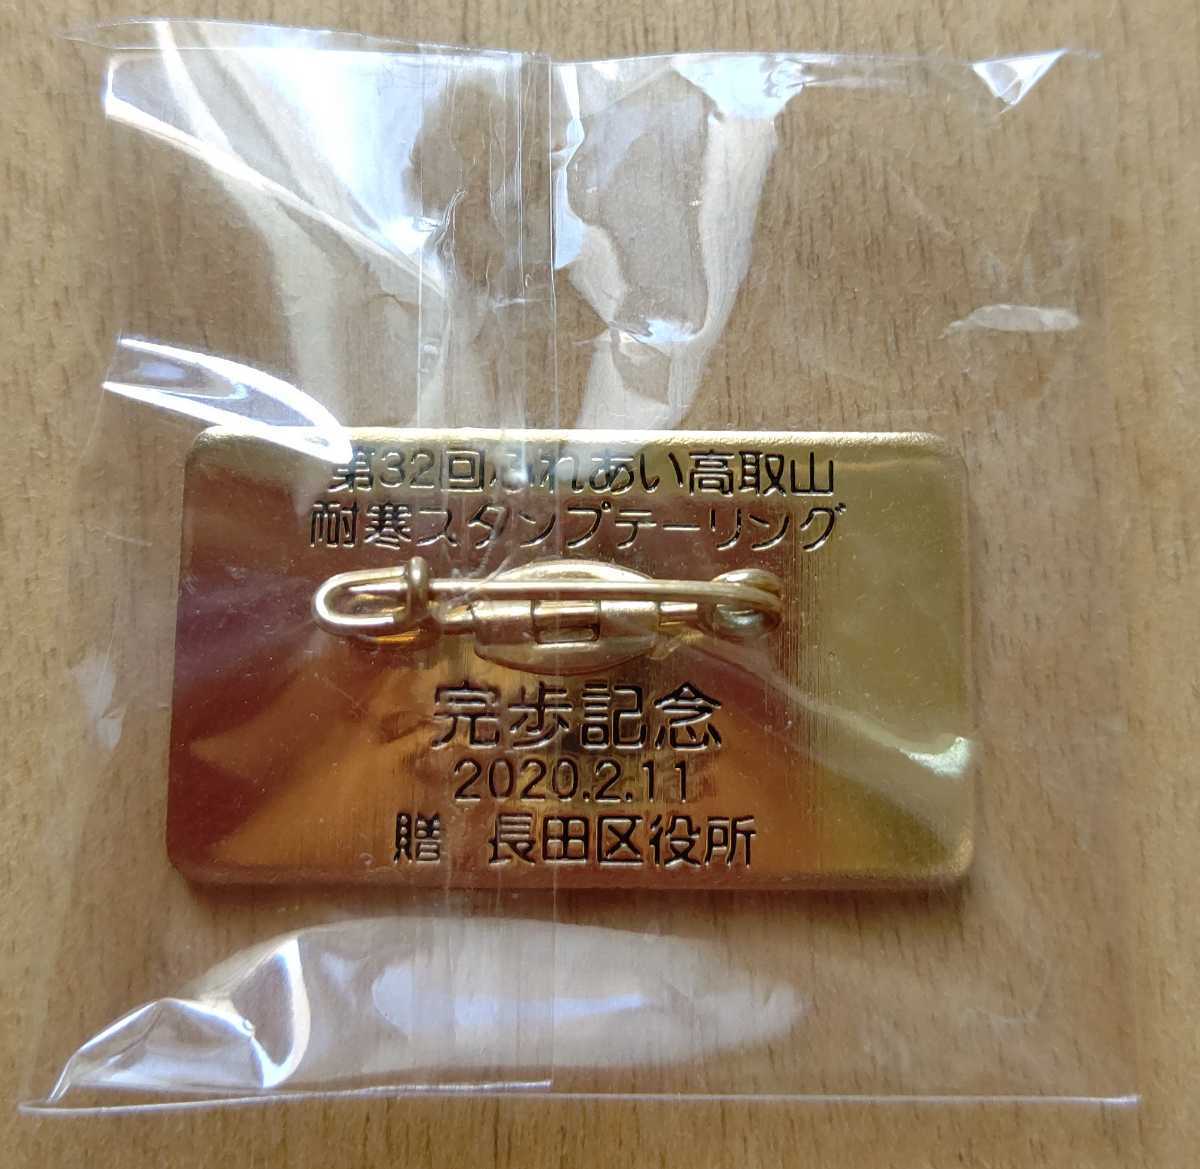 第32回ふれあい高取山
耐寒スタンプテーリング
完歩記念
2020.2.11
贈　長田区役所